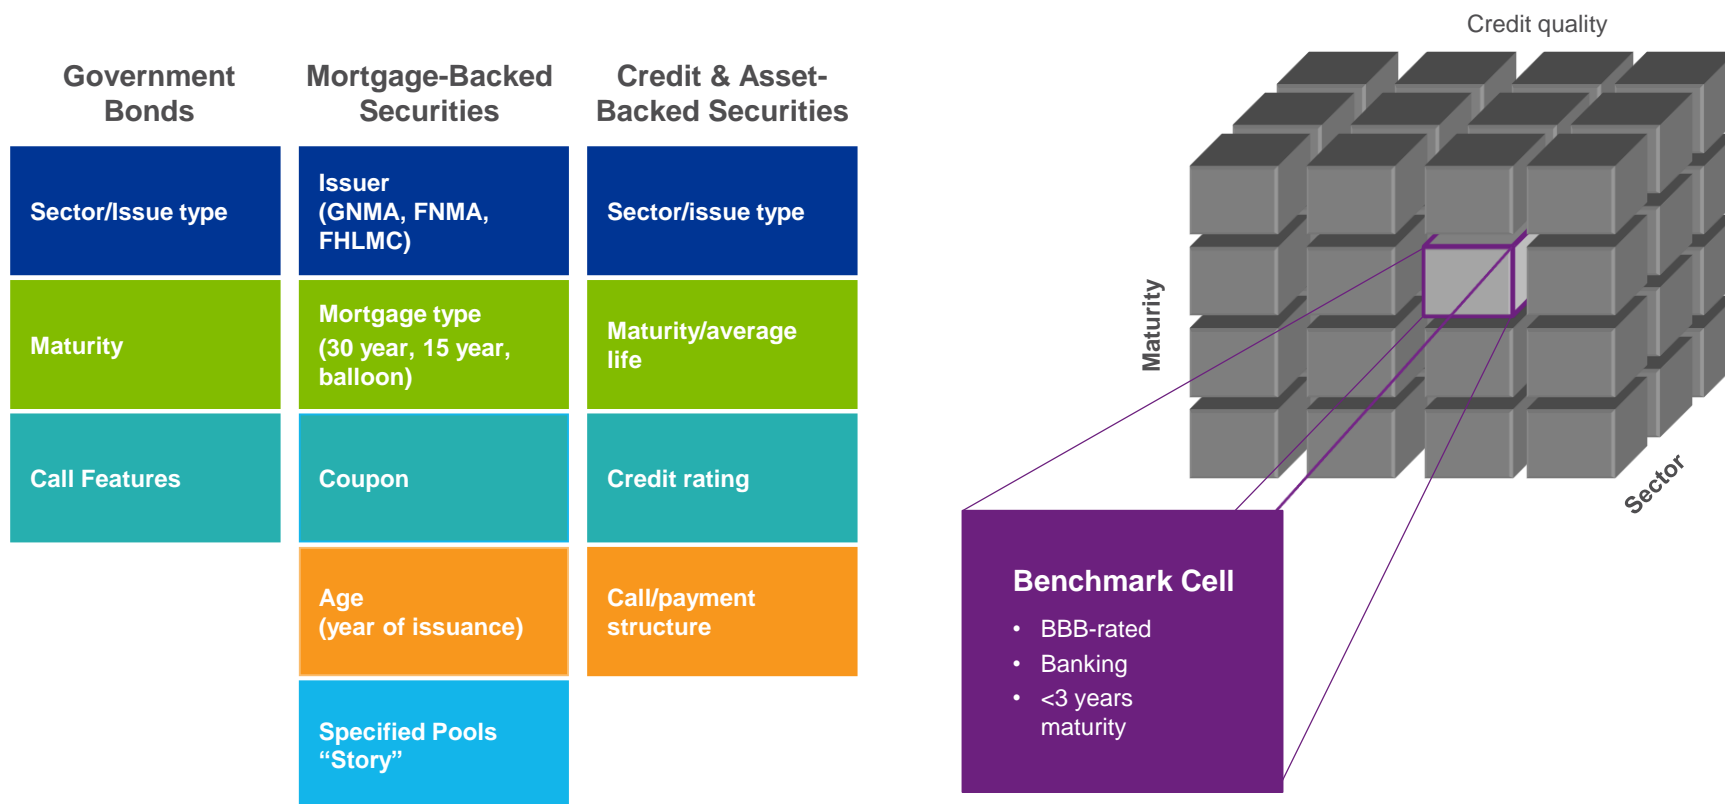 Government
Bonds
Mortgage-Backed
Securities
Credit & Asset-
Backed Securities
Sector/Issue type
Issuer
(GNMA, FNMA,
FHLMC)
Sector/issue type
Maturity
Mortgage type
(30 year, 15 year,
balloon)
Maturity/average
life
Call Features
Coupon
Credit rating
Age
(year of issuance)
Call/payment
structure
Specified Pools
“Story”
Credit quality
Maturity
Sector
Benchmark Cell
• BBB-rated
• Banking
• <3 years
maturity